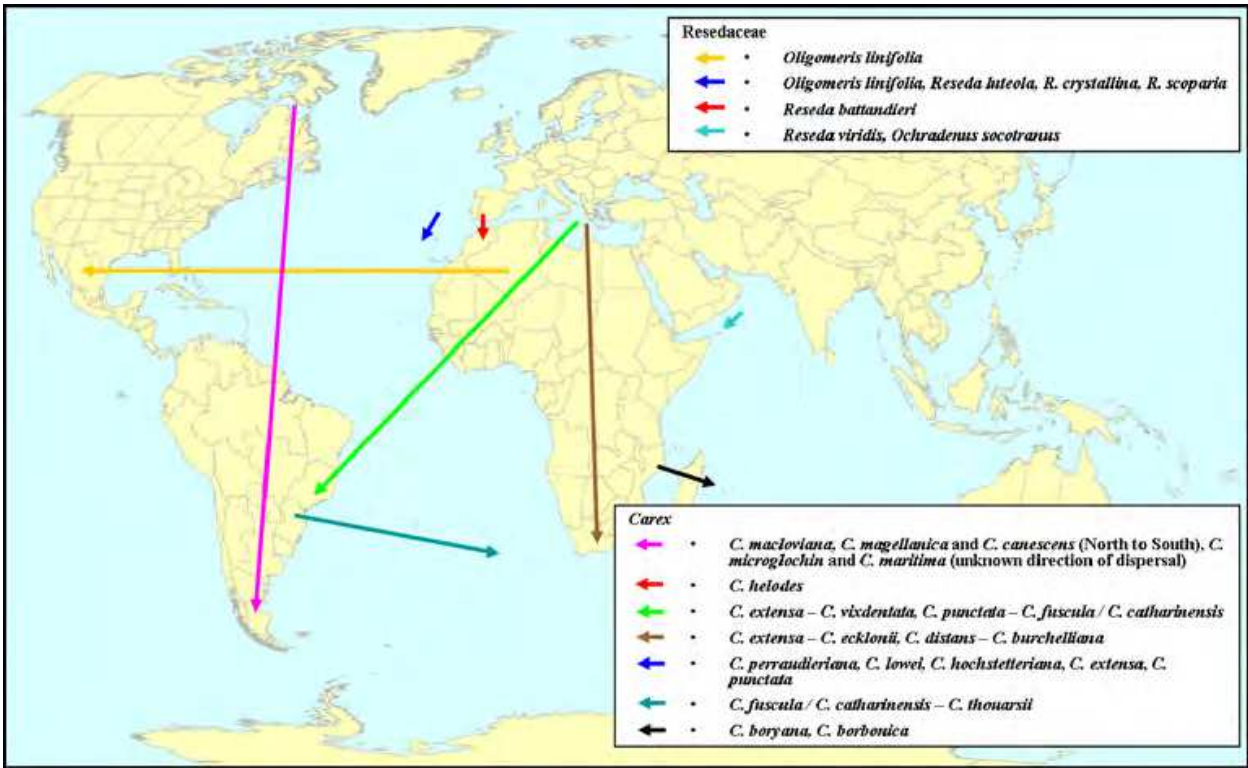 Resedaceae
• Oligomeris linifolia
• Oligomeris linifolia, Reseda luteola, R. crystallina, R. scoparia
• Reseda battandieri
• Reseda viridis, Ochradenus socotranus
Carex
• C. macloviana, C. magellanica and C. canescens (North to South), C.
microglochin and C. maritima (unknown direction of dispersal)
• C. helodes
• C. extensa – C. vixdentata, C. punctata – C. fuscula / C. catharinensis
• C. extensa – C. ecklonii, C. distans – C. burchelliana
• C. perraudieriana, C. lowei, C. hochstetteriana, C. extensa, C.
punctata
• C. fuscula / C. catharinensis – C. thouarsii
• C. boryana, C. borbonica